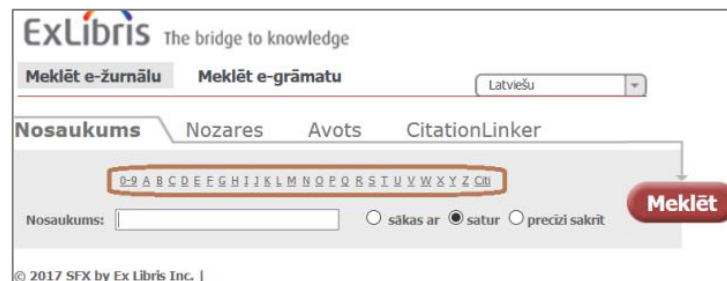 ExLibris The bridge to knowledge
Meklēt e-žurnālu Meklēt e-grāmatu Latviešu
Nosaukums Nozares Avots CitationLinker
0-9 A B C D E F G H I J K L M N O P Q R S T U V W X Y Z Citi
Meklēt
Nosaukums: sākas ar satur precīzi sakrīt
© 2017 SFX by Ex Libris Inc. |